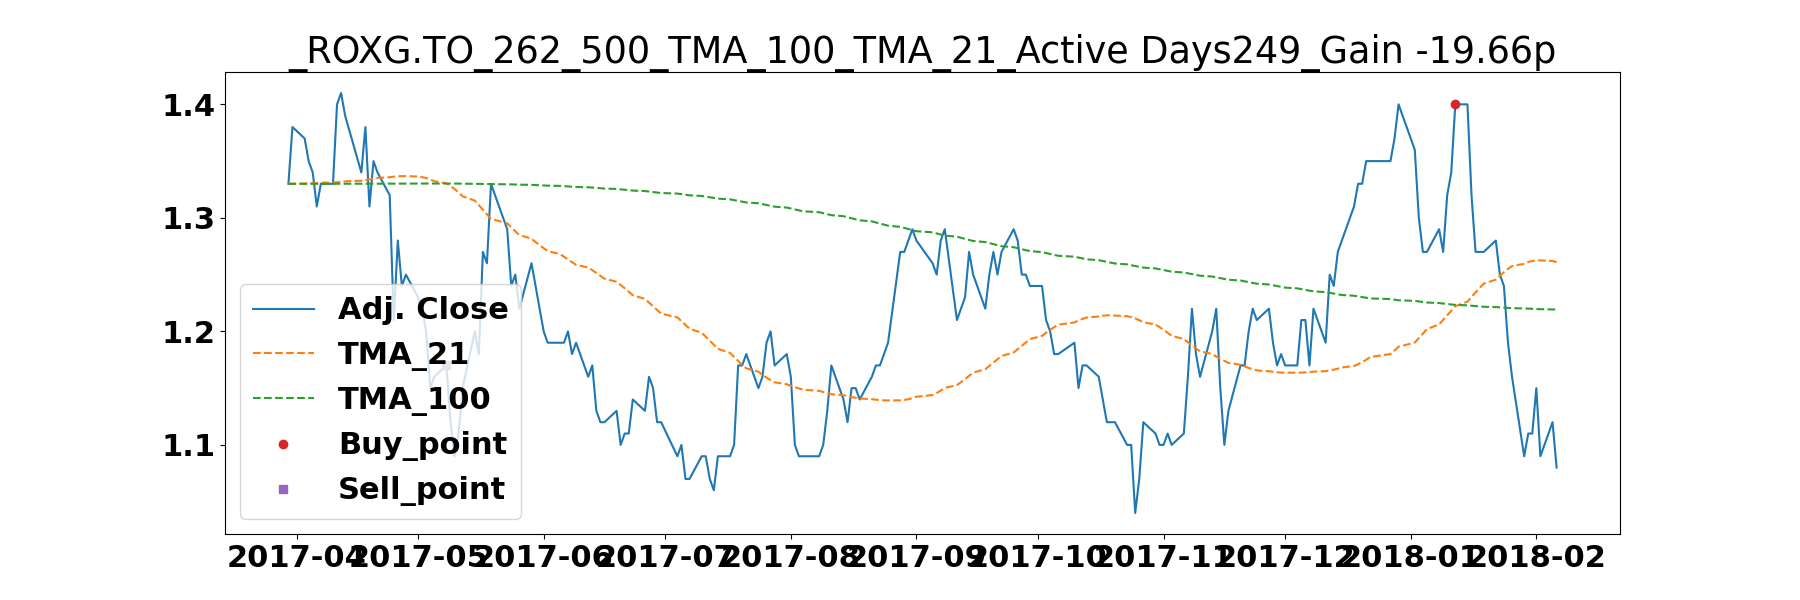 _ROXG.TO_262_500_TMA_100_TMA_21_Active Days249_Gain -19.66p
1.4
1.3
1.2
1.1
Adj. Close
TMA_21
TMA_100
Buy_point
Sell_point
2017-04 2017-05 2017-06 2017-07 2017-08 2017-09 2017-10 2017-11 2017-12 2018-01 2018-02